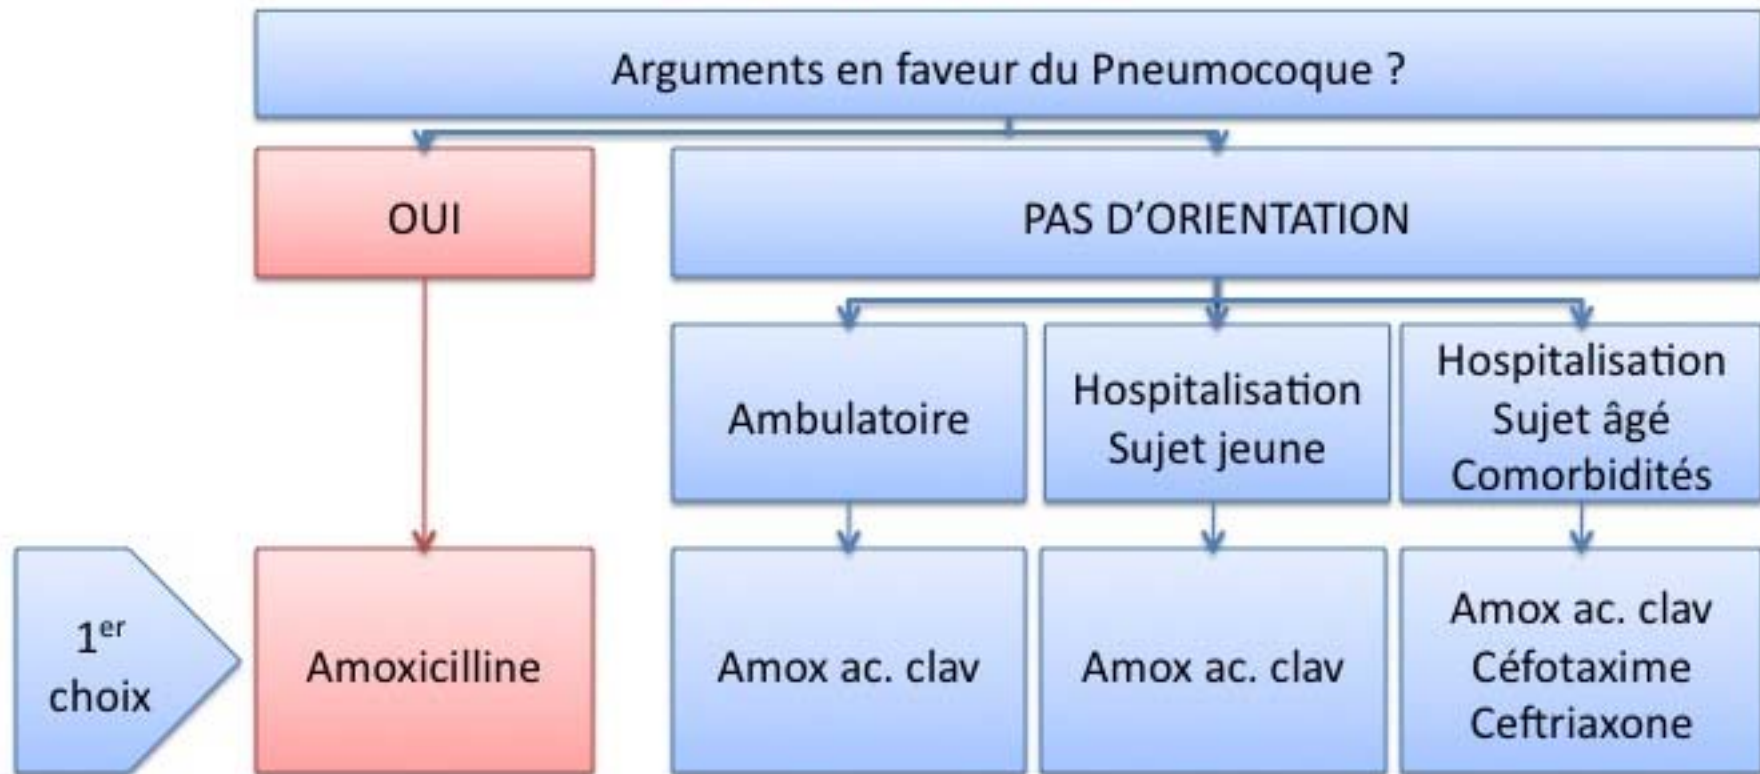 Arguments en faveur du Pneumocoque ?
OUI
PAS D'ORIENTATION
Ambulatoire
Hospitalisation
Sujet jeune
Hospitalisation
Sujet âgé
Comorbidités
1er
choix
Amoxicilline
Amox ac. clav
Amox ac. clav
Amox ac. clav
Céfotaxime
Ceftriaxone